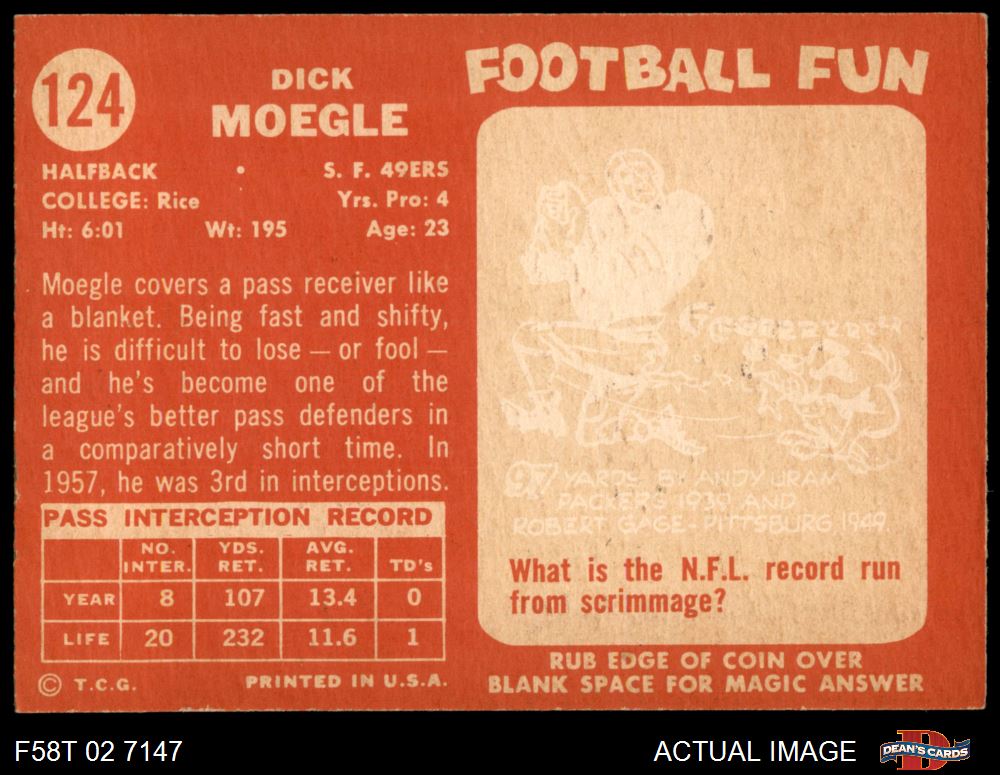 124
DICK
MOEGLE
HALFBACK • S. F. 49ERS
COLLEGE: Rice Yrs. Pro: 4
Ht: 6:01 Wt: 195 Age: 23
Moegle covers a pass receiver like
a blanket. Being fast and shifty,
he is difficult to lose — or fool —
and he's become one of the
league's better pass defenders in
a comparatively short time. In
1957, he was 3rd in interceptions.
PASS INTERCEPTION RECORD
NO. INTER. YDS. RET. AVG. RET. TD's
YEAR 8 107 13.4 0
LIFE 20 232 11.6 1
© T.C.G. PRINTED IN U.S.A.
FOOTBALL FUN
97 YARDS BY ANDY URAM
PACKERS 1939 AND
ROBERT GAGE - PITTSBURG 1949
What is the N.F.L. record run
from scrimmage?
RUB EDGE OF COIN OVER
BLANK SPACE FOR MAGIC ANSWER
F58T 02 7147
ACTUAL IMAGE
DEAN'S CARDS